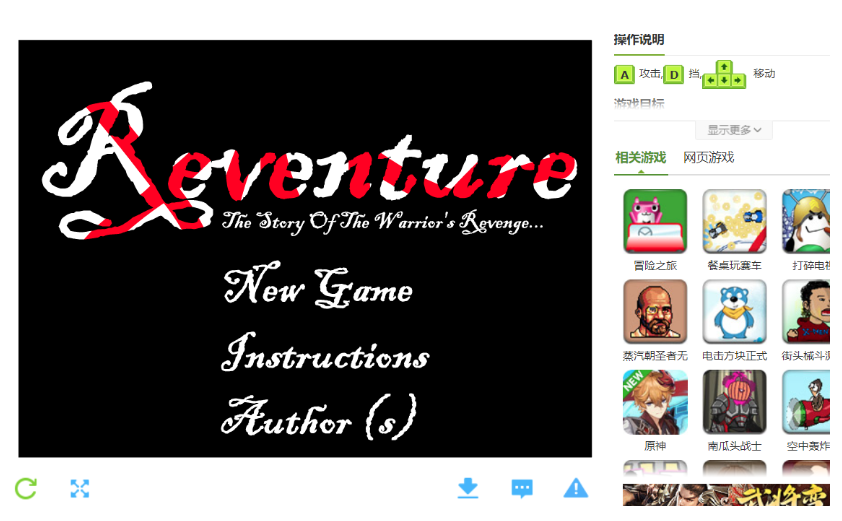 Reventure
The Story Of The Warrior's Revenge...
New Game
Instructions
Author (s)
操作说明
A 攻击, D 挡, 移动
游戏目标
显示更多
相关游戏 网页游戏
冒险之旅 餐桌玩赛车 打碎电
蒸汽朝圣者无 电击方块正式 街头械斗
NEW
原神 南瓜头战士 空中轰炸